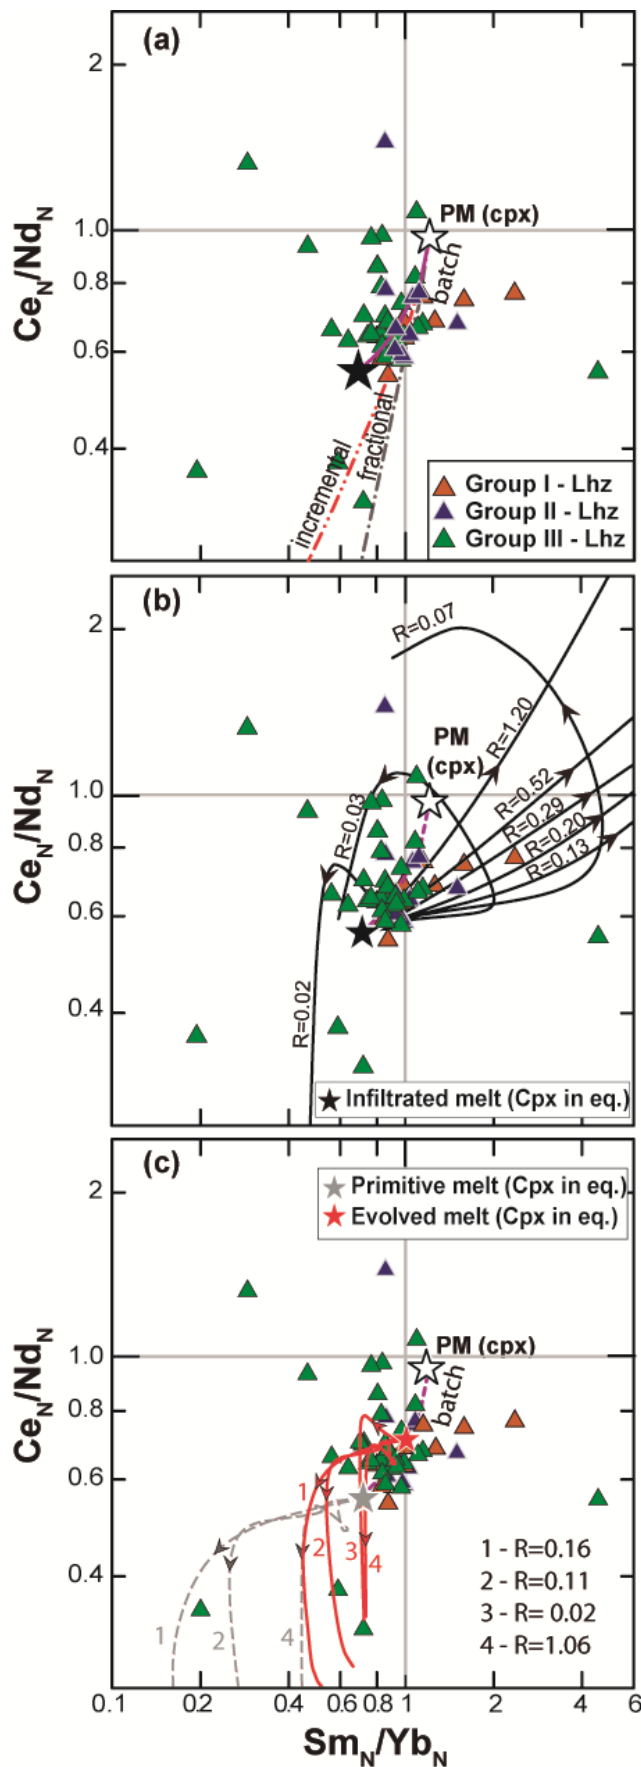 (a)
2
1.0
0.8
0.6
0.4
Ce_N/Nd_N
PM (cpx)
batch
incremental
fractional
Group I - Lhz
Group II - Lhz
Group III - Lhz
(b)
2
1.0
0.8
0.6
0.4
Ce_N/Nd_N
R=0.07
PM
(cpx)
R=1.20
R=0.52
R=0.29
R=0.20
R=0.13
R=0.03
R=0.02
Infiltrated melt (Cpx in eq.)
(c)
2
1.0
0.8
0.6
0.4
Ce_N/Nd_N
Primitive melt (Cpx in eq.)
Evolved melt (Cpx in eq.)
PM (cpx)
batch
1
2
3
4
1
2
4
1 - R=0.16
2 - R=0.11
3 - R= 0.02
4 - R=1.06
0.1
0.2
0.4
0.6
0.8
1
2
4
6
Sm_N/Yb_N